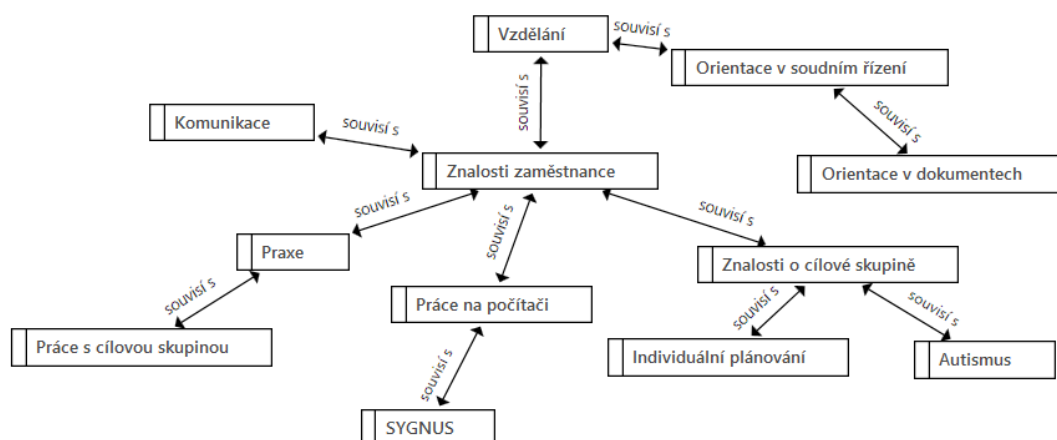 Vzdělání
souvisí s
Orientace v soudním řízení
souvisí s
souvisí s
Komunikace
souvisí s
Znalosti zaměstnance
Orientace v dokumentech
souvisí s
souvisí s
souvisí s
Praxe
Znalosti o cílové skupině
souvisí s
Práce na počítači
souvisí s
souvisí s
Práce s cílovou skupinou
Individuální plánování
Autismus
souvisí s
SYGNUS